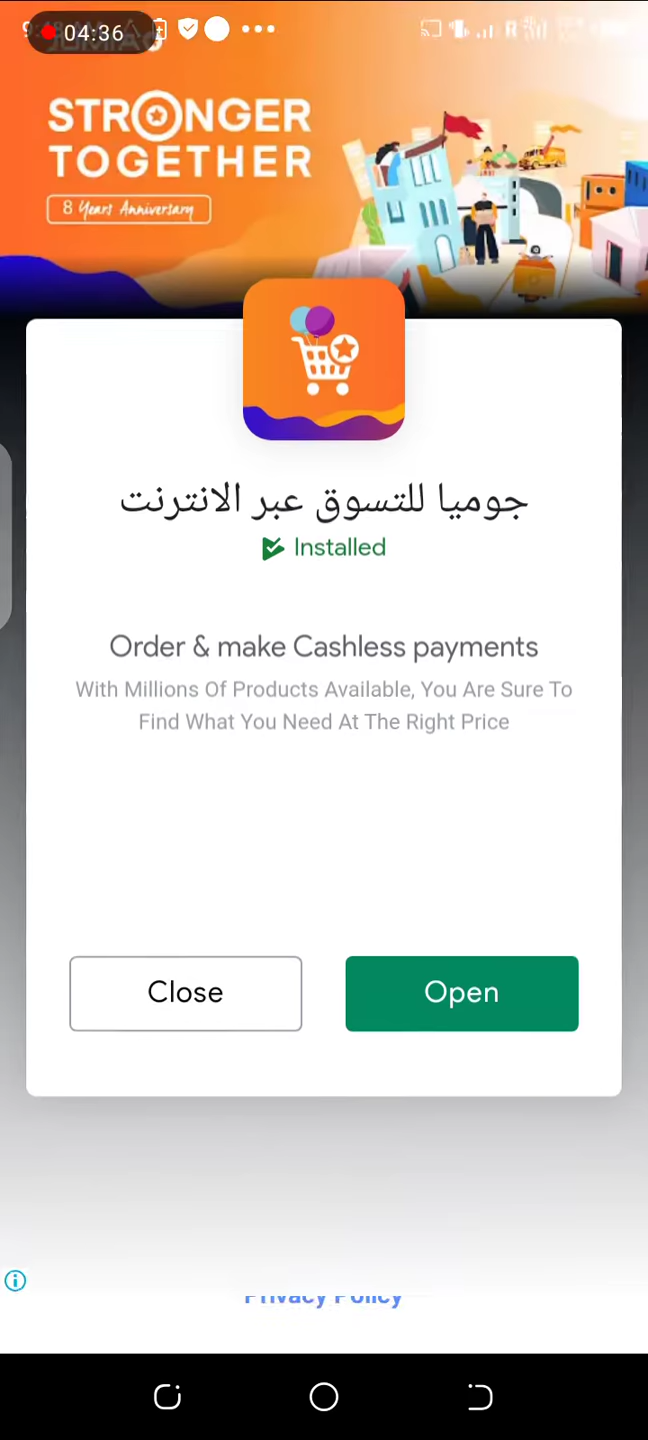 04:36
R
STRONGER
TOGETHER
8 Years Anniversary
جوميا للتسوق عبر الانترنت
Installed
Order & make Cashless payments
With Millions Of Products Available, You Are Sure To
Find What You Need At The Right Price
Close
Open
Privacy Policy